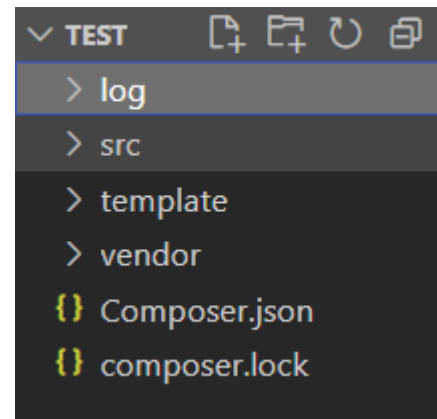 TEST
log
src
template
vendor
{} Composer.json
{} composer.lock